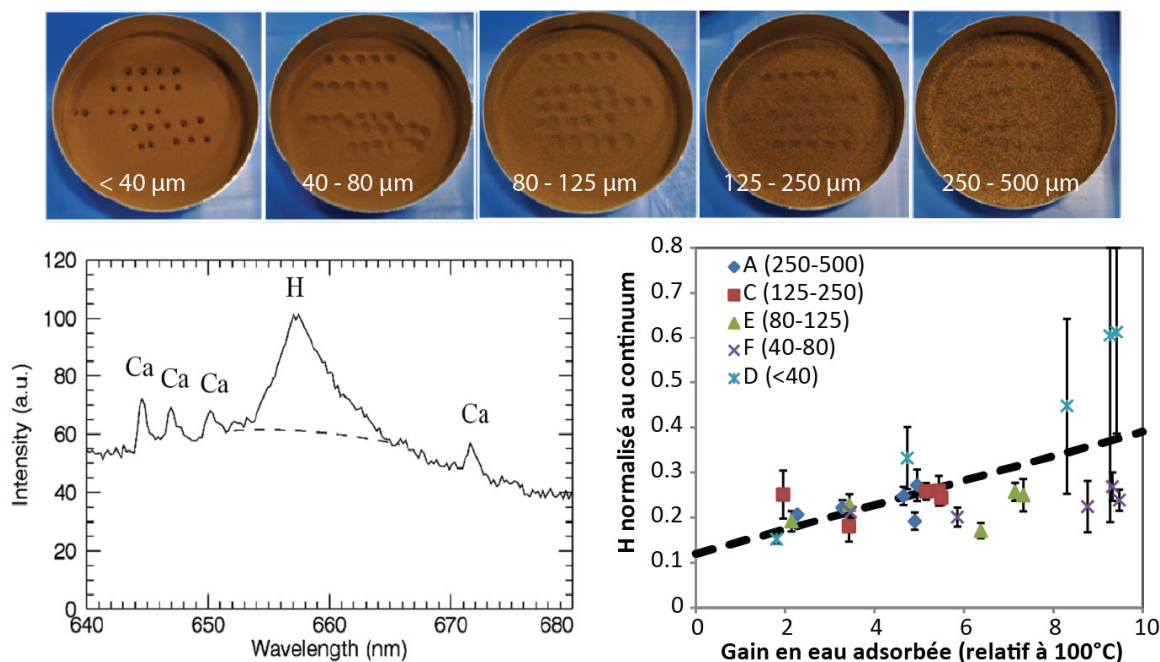 < 40 µm
40 - 80 µm
80 - 125 µm
125 - 250 µm
250 - 500 µm
120
100
80
60
40
20
0
Intensity (a.u.)
Ca
Ca
Ca
H
Ca
640
650
660
670
680
Wavelength (nm)
0.8
0.7
0.6
0.5
0.4
0.3
0.2
0.1
0
H normalisé au continuum
A (250-500)
C (125-250)
E (80-125)
F (40-80)
D (<40)
0
2
4
6
8
10
Gain en eau adsorbée (relatif à 100°C)